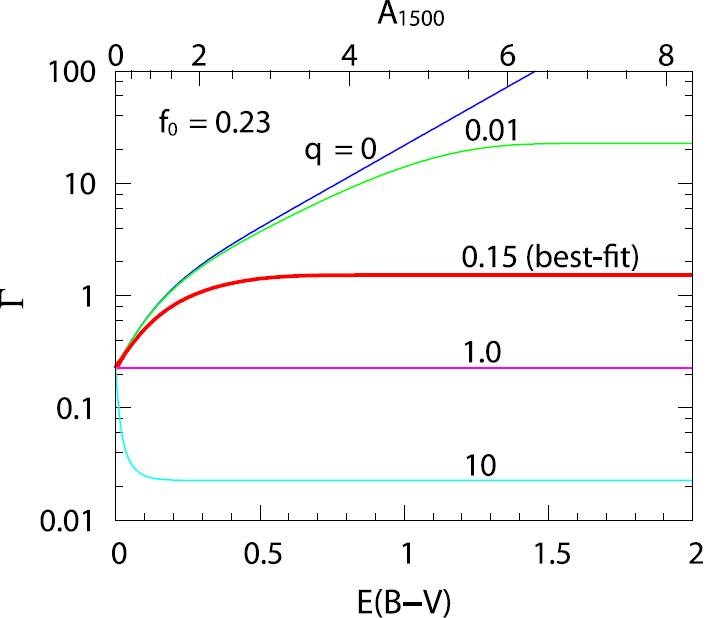 A1500
0 2 4 6 8
100
f0 = 0.23
q = 0
0.01
10
0.15 (best-fit)
1
Γ
1.0
0.1
10
0.01
0 0.5 1 1.5 2
E(B−V)